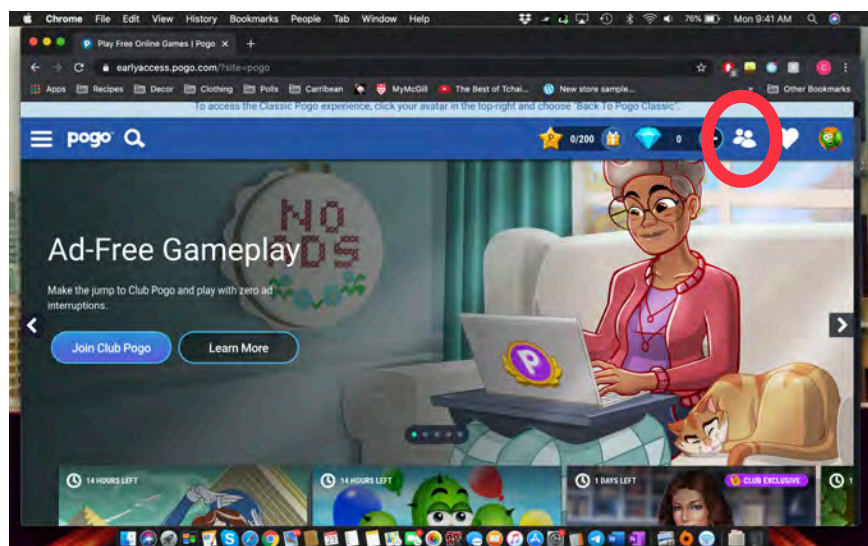 Chrome File Edit View History Bookmarks People Tab Window Help 76% Mon 9:41 AM
Play Free Online Games | Pogo
earlyaccess.pogo.com/?site=pogo
Apps Recipes Decor Clothing Polls Carribean MyMcGill The Best of Tchai... New store sample... » Other Bookmarks
To access the Classic Pogo experience, click your avatar in the top-right and choose "Back To Pogo Classic".
pogo 0/200 0
NO
ADS
Ad-Free Gameplay
Make the jump to Club Pogo and play with zero ad
interruptions.
Join Club Pogo Learn More
P
14 HOURS LEFT 14 HOURS LEFT 1 DAYS LEFT CLUB EXCLUSIVE